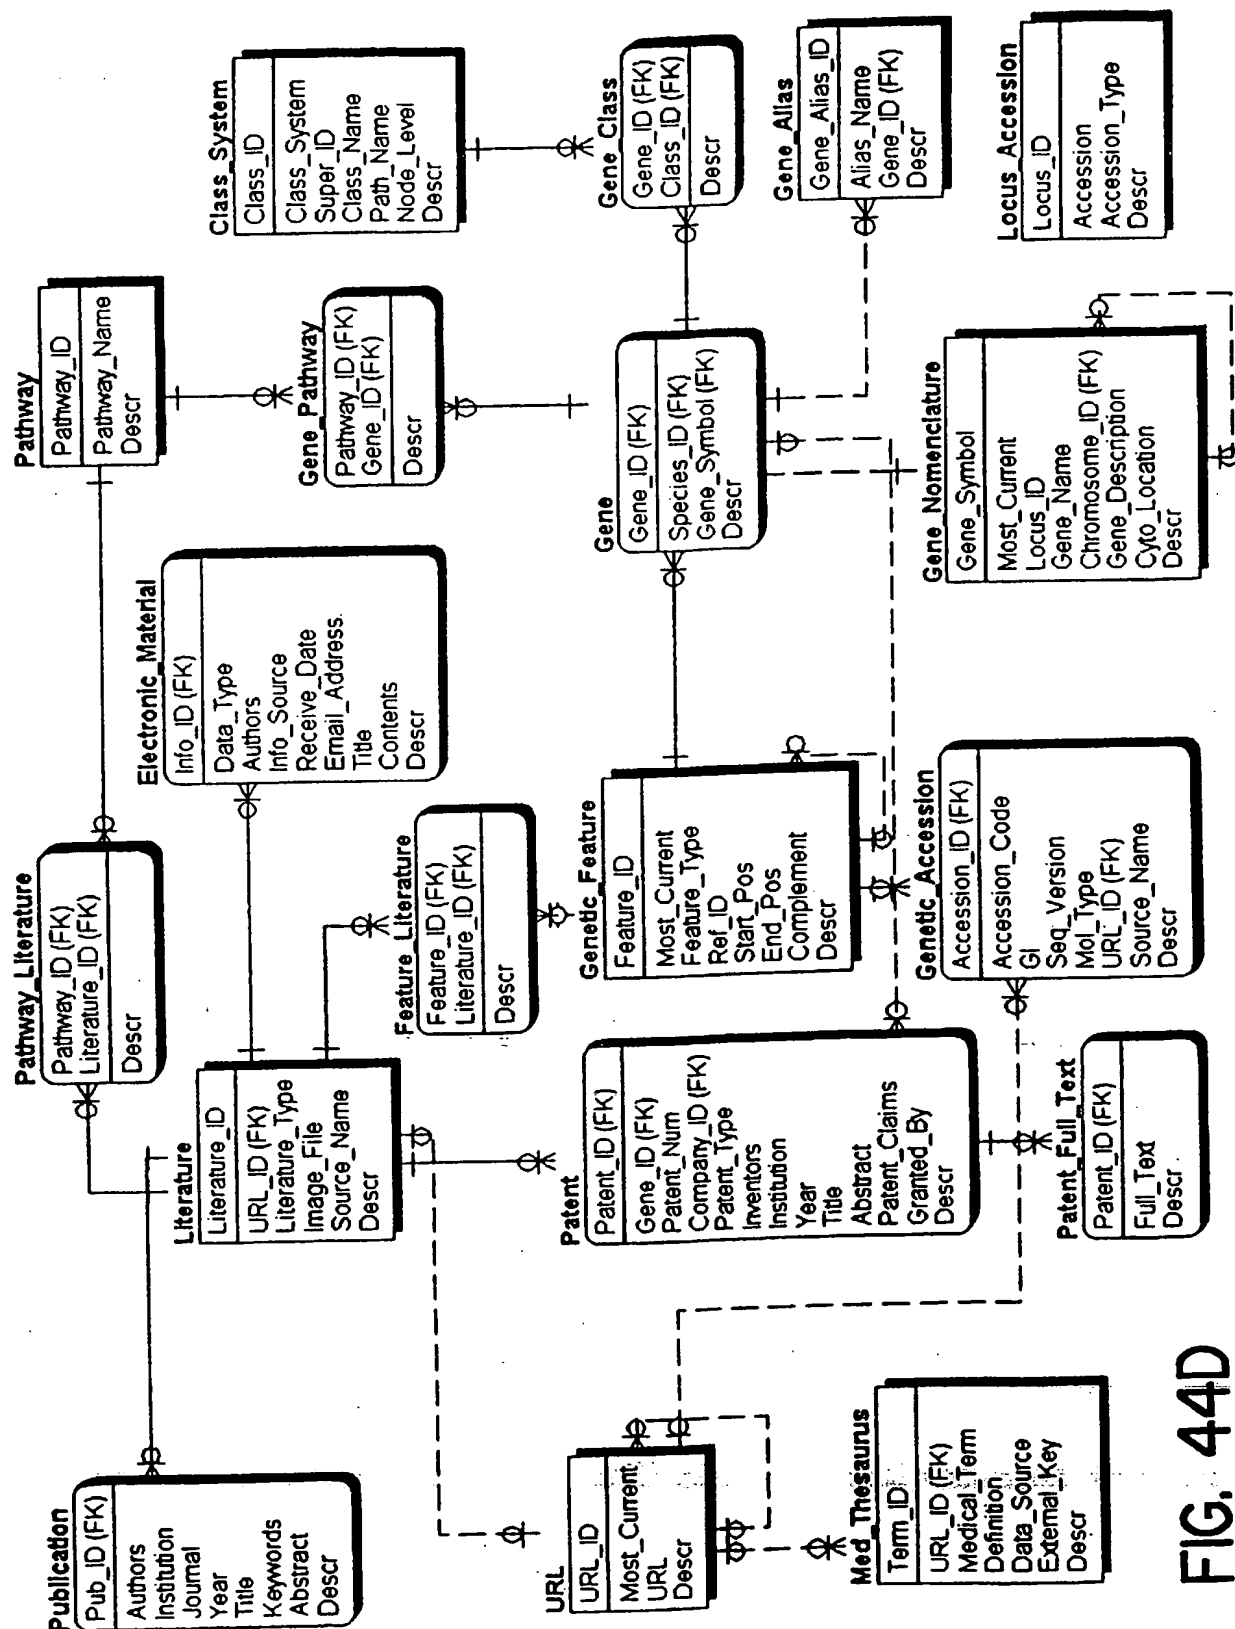 Publication
Pub_ID (FK)
Authors
Institution
Journal
Year
Title
Keywords
Abstract
Descr
Pathway_Literature
Pathway_ID (FK)
Literature_ID (FK)
Descr
Pathway
Pathway_ID
Pathway_Name
Descr
Literature
Literature_ID
URL_ID (FK)
Literature_Type
Image_File
Source_Name
Descr
Electronic_Material
Info_ID (FK)
Data_Type
Authors
Info_Source
Receive_Date
Email_Address
Title
Contents
Descr
Class_System
Class_ID
Class_System
Super_ID
Class_Name
Path_Name
Node_Level
Descr
Gene_Pathway
Pathway_ID (FK)
Gene_ID (FK)
Descr
Feature_Literature
Feature_ID (FK)
Literature_ID (FK)
Descr
Gene_Class
Gene_ID (FK)
Class_ID (FK)
Descr
URL
URL_ID
Most_Current
URL
Descr
Patent
Patent_ID (FK)
Gene_ID (FK)
Patent_Num
Company_ID (FK)
Patent_Type
Inventors
Institution
Year
Title
Abstract
Patent_Claims
Granted_By
Descr
Genetic_Feature
Feature_ID
Most_Current
Feature_Type
Ref_ID
Start_Pos
End_Pos
Complement
Descr
Gene
Gene_ID (FK)
Species_ID (FK)
Gene_Symbol (FK)
Descr
Gene_Alias
Gene_Alias_ID
Alias_Name
Gene_ID (FK)
Descr
Med_Thesaurus
Term_ID
URL_ID (FK)
Medical_Term
Definition
Data_Source
External_Key
Descr
Genetic_Accession
Accession_ID (FK)
Accession_Code
GI
Seq_Version
Mol_Type
URL_ID (FK)
Source_Name
Descr
Gene_Nomenclature
Gene_Symbol
Most_Current
Locus_ID
Gene_Name
Chromosome_ID (FK)
Gene_Description
Cyto_Location
Descr
Locus_Accession
Locus_ID
Accession
Accession_Type
Descr
Patent_Full_Text
Patent_ID (FK)
Full_Text
Descr
FIG. 44D